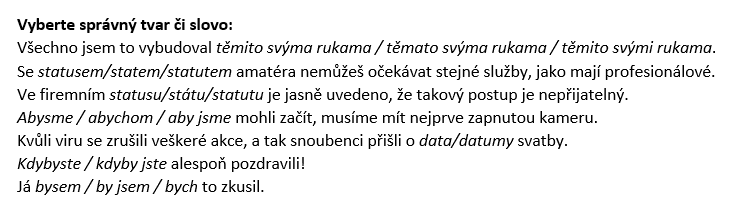 Vyberte správný tvar či slovo:
Všechno jsem to vybudoval těmito svýma rukama / těmato svýma rukama / těmito svými rukama.
Se statusem/statem/statutem amatéra nemůžeš očekávat stejné služby, jako mají profesionálové.
Ve firemním statusu/státu/statutu je jasně uvedeno, že takový postup je nepřijatelný.
Abysme / abychom / aby jsme mohli začít, musíme mít nejprve zapnutou kameru.
Kvůli viru se zrušili veškeré akce, a tak snoubenci přišli o data/datumy svatby.
Kdybyste / kdyby jste alespoň pozdravili!
Já bysem / by jsem / bych to zkusil.